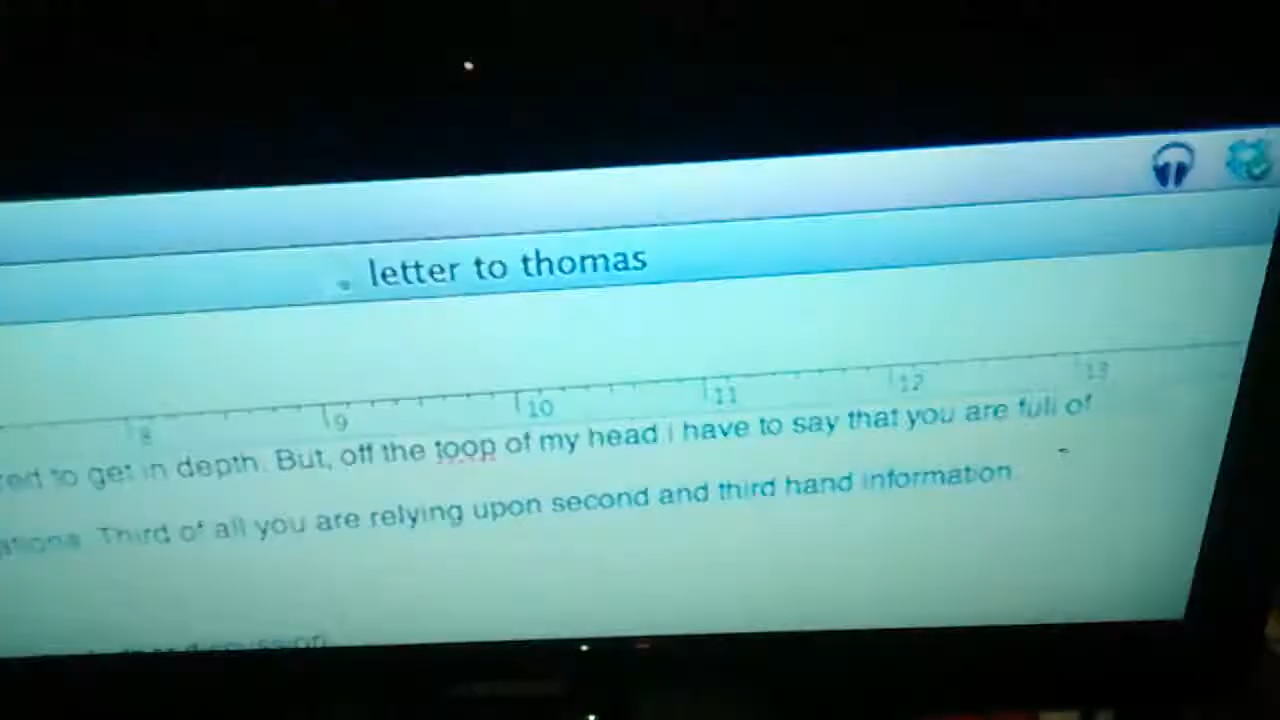 letter to thomas
8 9 10 11 12 13
to get in depth. But, off the toop of my head i have to say that you are full of
Third of all you are relying upon second and third hand information.